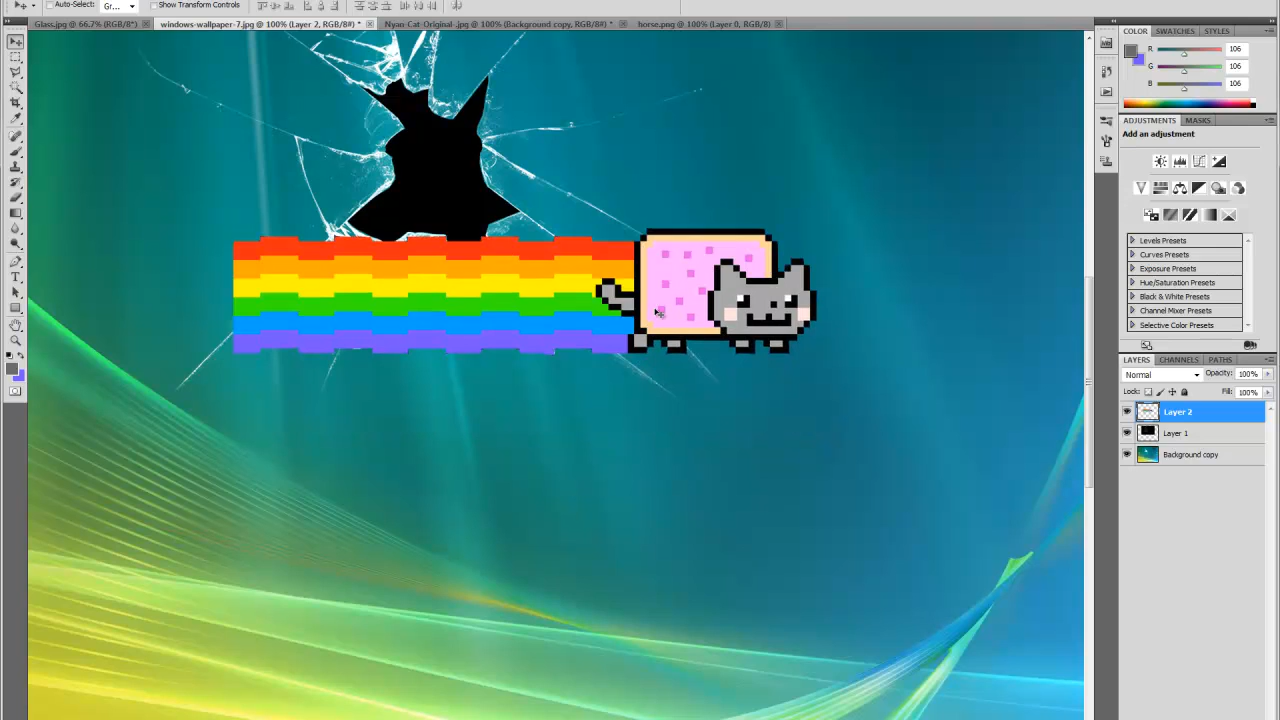 Auto-Select: Gr... Show Transform Controls
Glass.jpg @ 66.7% (RGB/8*) windows-wallpaper-7.jpg @ 100% (Layer 2, RGB/8#) * Nyan-Cat-Original-.jpg @ 100% (Background copy, RGB/8#) * horse.png @ 100% (Layer 0, RGB/8)
COLOR SWATCHES STYLES
R 106
G 106
B 106
ADJUSTMENTS MASKS
Add an adjustment
Levels Presets
Curves Presets
Exposure Presets
Hue/Saturation Presets
Black & White Presets
Channel Mixer Presets
Selective Color Presets
LAYERS CHANNELS PATHS
Normal Opacity: 100%
Lock: Fill: 100%
Layer 2
Layer 1
Background copy